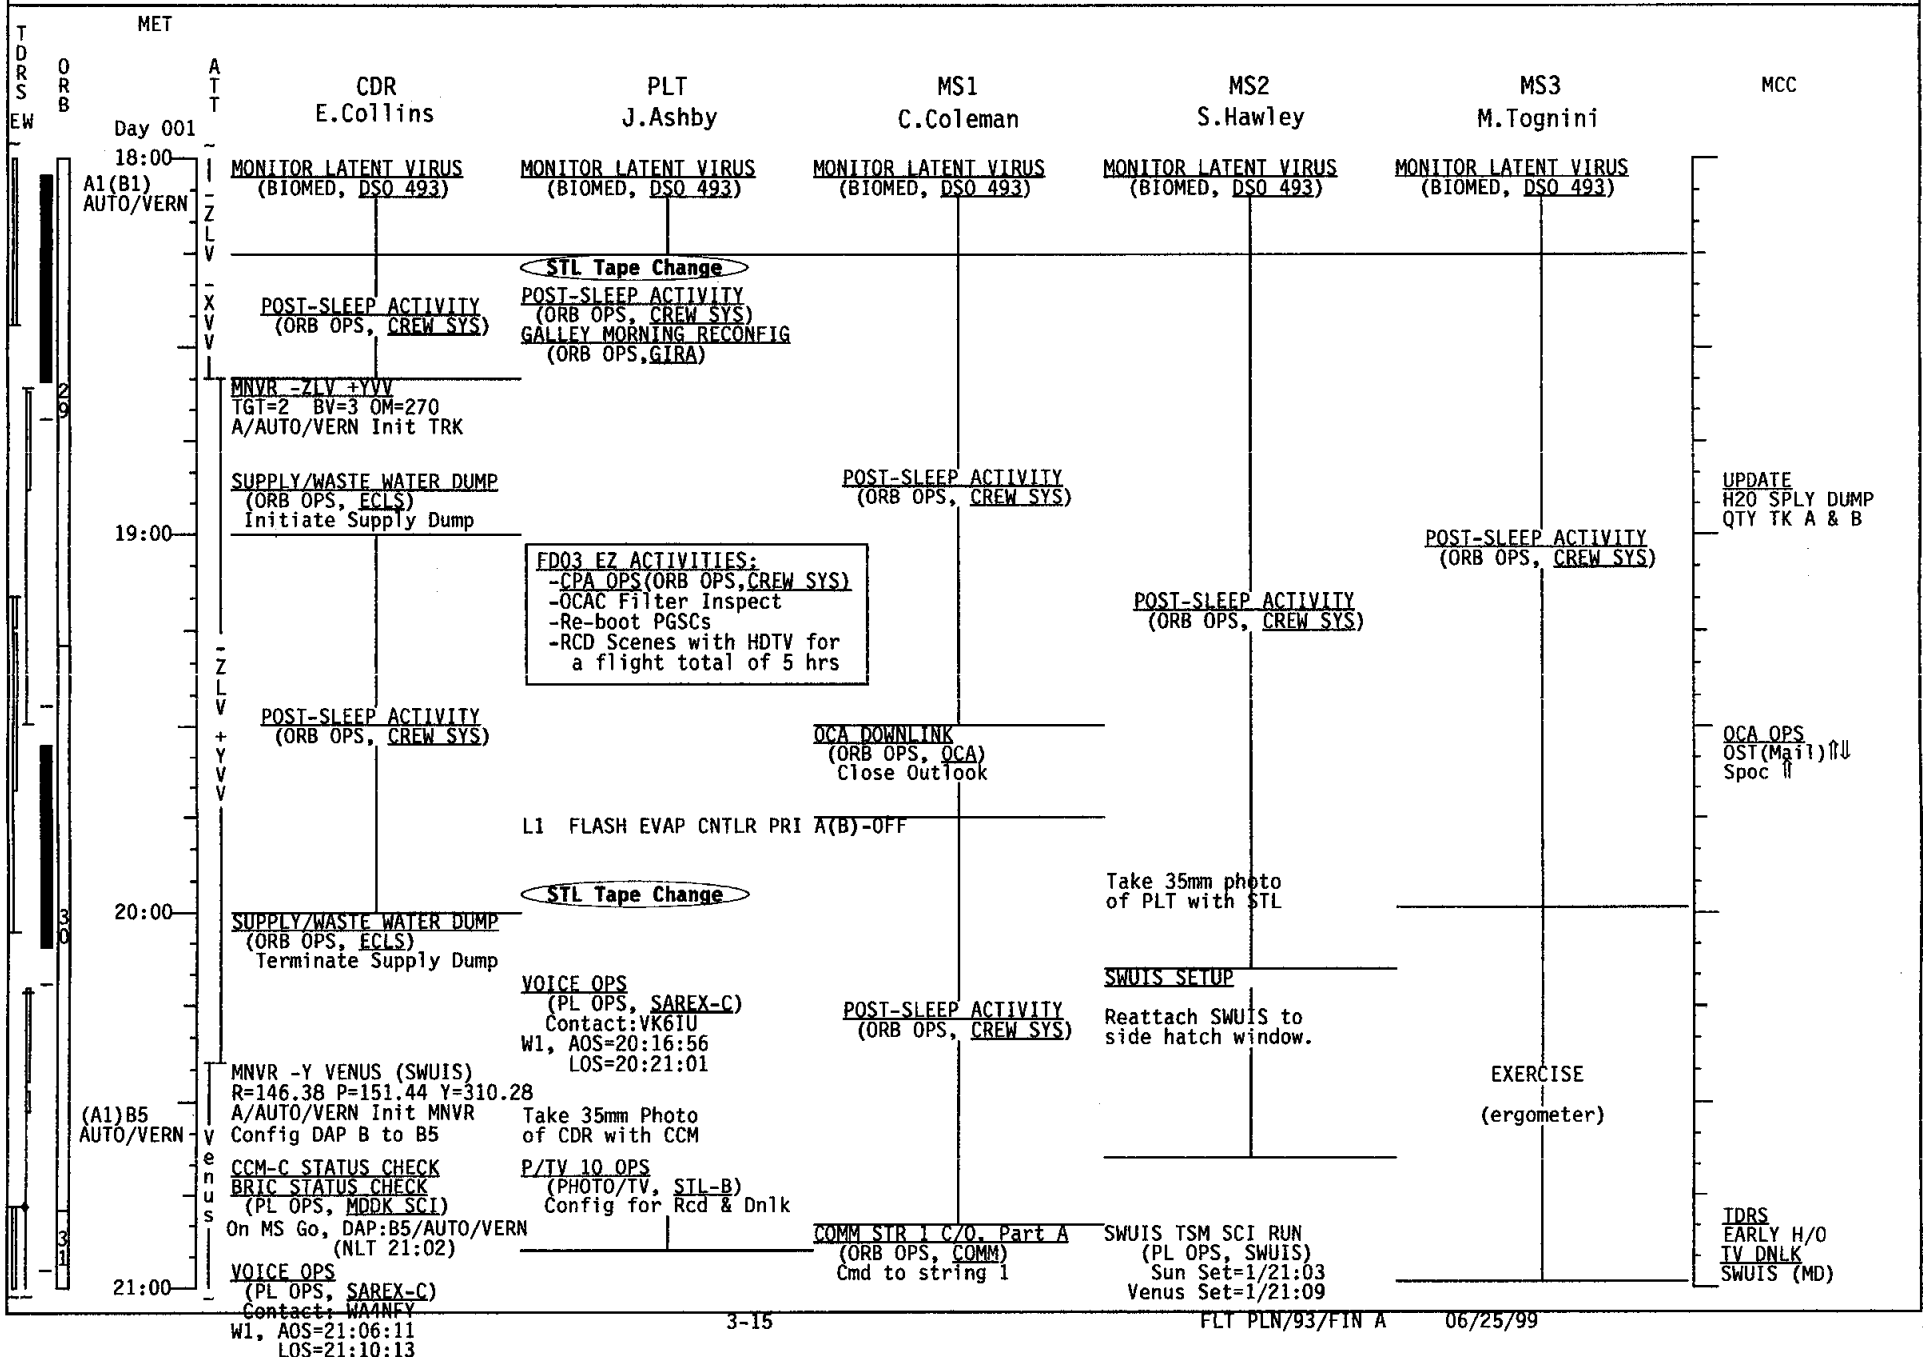 MET
TDRS
EW
ORB
ATT
CDR
E.Collins
PLT
J.Ashby
MS1
C.Coleman
MS2
S.Hawley
MS3
M.Tognini
MCC
Day 001
18:00
A1(B1)
AUTO/VERN
-ZLV
-XVV
MONITOR LATENT VIRUS
(BIOMED, DSO 493)
MONITOR LATENT VIRUS
(BIOMED, DSO 493)
MONITOR LATENT VIRUS
(BIOMED, DSO 493)
MONITOR LATENT VIRUS
(BIOMED, DSO 493)
MONITOR LATENT VIRUS
(BIOMED, DSO 493)
STL Tape Change
POST-SLEEP ACTIVITY
(ORB OPS, CREW SYS)
POST-SLEEP ACTIVITY
(ORB OPS, CREW SYS)
GALLEY MORNING RECONFIG
(ORB OPS,GIRA)
29
MNVR -ZLV +YVV
TGT=2 BV=3 OM=270
A/AUTO/VERN Init TRK
SUPPLY/WASTE WATER DUMP
(ORB OPS, ECLS)
Initiate Supply Dump
POST-SLEEP ACTIVITY
(ORB OPS, CREW SYS)
UPDATE
H2O SPLY DUMP
QTY TK A & B
19:00
POST-SLEEP ACTIVITY
(ORB OPS, CREW SYS)
FD03 EZ ACTIVITIES:
-CPA OPS(ORB OPS,CREW SYS)
-OCAC Filter Inspect
-Re-boot PGSCs
-RCD Scenes with HDTV for
a flight total of 5 hrs
POST-SLEEP ACTIVITY
(ORB OPS, CREW SYS)
-ZLV +YVV
POST-SLEEP ACTIVITY
(ORB OPS, CREW SYS)
OCA DOWNLINK
(ORB OPS, OCA)
Close Outlook
OCA OPS
OST(Mail)⇑⇓
Spoc ⇑
L1 FLASH EVAP CNTLR PRI A(B)-OFF
STL Tape Change
Take 35mm photo
of PLT with STL
20:00
30
SUPPLY/WASTE WATER DUMP
(ORB OPS, ECLS)
Terminate Supply Dump
VOICE OPS
(PL OPS, SAREX-C)
Contact:VK6IU
W1, AOS=20:16:56
LOS=20:21:01
POST-SLEEP ACTIVITY
(ORB OPS, CREW SYS)
SWUIS SETUP
Reattach SWUIS to
side hatch window.
MNVR -Y VENUS (SWUIS)
R=146.38 P=151.44 Y=310.28
A/AUTO/VERN Init MNVR
Config DAP B to B5
(A1)B5
AUTO/VERN
Venus
Take 35mm Photo
of CDR with CCM
EXERCISE
(ergometer)
CCM-C STATUS CHECK
BRIC STATUS CHECK
(PL OPS, MDDK SCI)
On MS Go, DAP:B5/AUTO/VERN
(NLT 21:02)
P/TV 10 OPS
(PHOTO/TV, STL-B)
Config for Rcd & Dnlk
COMM STR 1 C/O, Part A
(ORB OPS, COMM)
Cmd to string 1
SWUIS TSM SCI RUN
(PL OPS, SWUIS)
Sun Set=1/21:03
Venus Set=1/21:09
TDRS
EARLY H/O
TV DNLK
SWUIS (MD)
31
21:00
VOICE OPS
(PL OPS, SAREX-C)
Contact: WA4NFY
W1, AOS=21:06:11
LOS=21:10:13
3-15
FLT PLN/93/FIN A
06/25/99